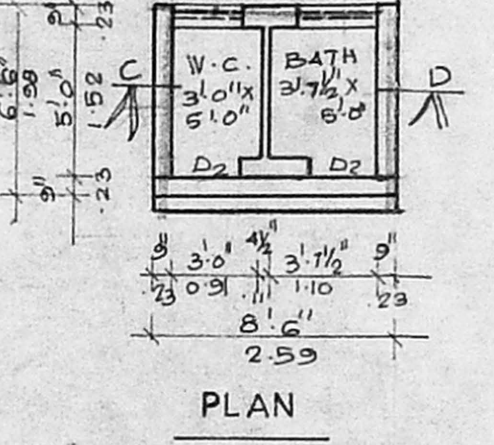 W.C.
3'.0"X
5'.0"
BATH
3'.7½"X
5'.0"
C
D
D2
D2
9"
.23
5'.0"
1.52
6'.6"
1.98
9"
.23
9" 3'.0" 4½" 3'.7½" 9"
.23 0.91 .11 1.10 .23
8'.6"
2.59
PLAN